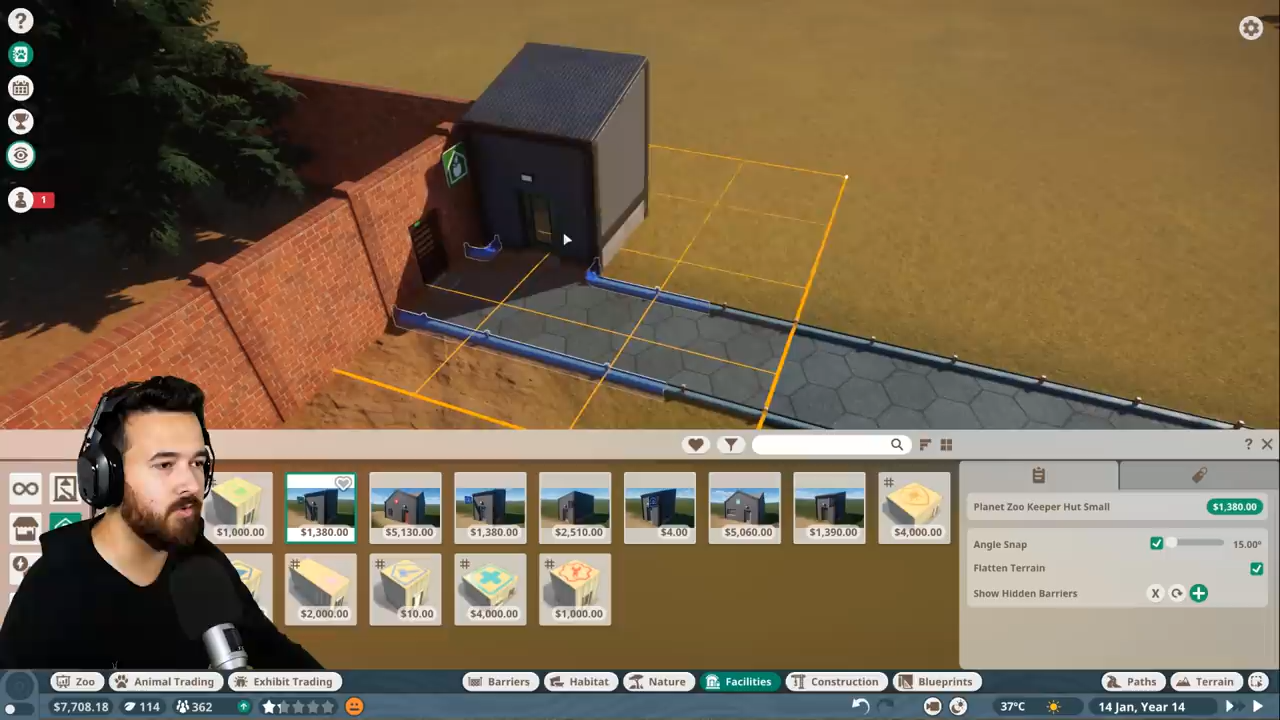 ?
1
?
$1,000.00
$1,380.00
$5,130.00
$1,380.00
$2,510.00
$4.00
$5,060.00
$1,390.00
# $4,000.00
# $2,000.00
# $10.00
# $4,000.00
# $1,000.00
Planet Zoo Keeper Hut Small $1,380.00
Angle Snap 15.00°
Flatten Terrain
Show Hidden Barriers X
Zoo Animal Trading Exhibit Trading Barriers Habitat Nature Facilities Construction Blueprints Paths Terrain
$7,708.18 114 362 37°C 14 Jan, Year 14